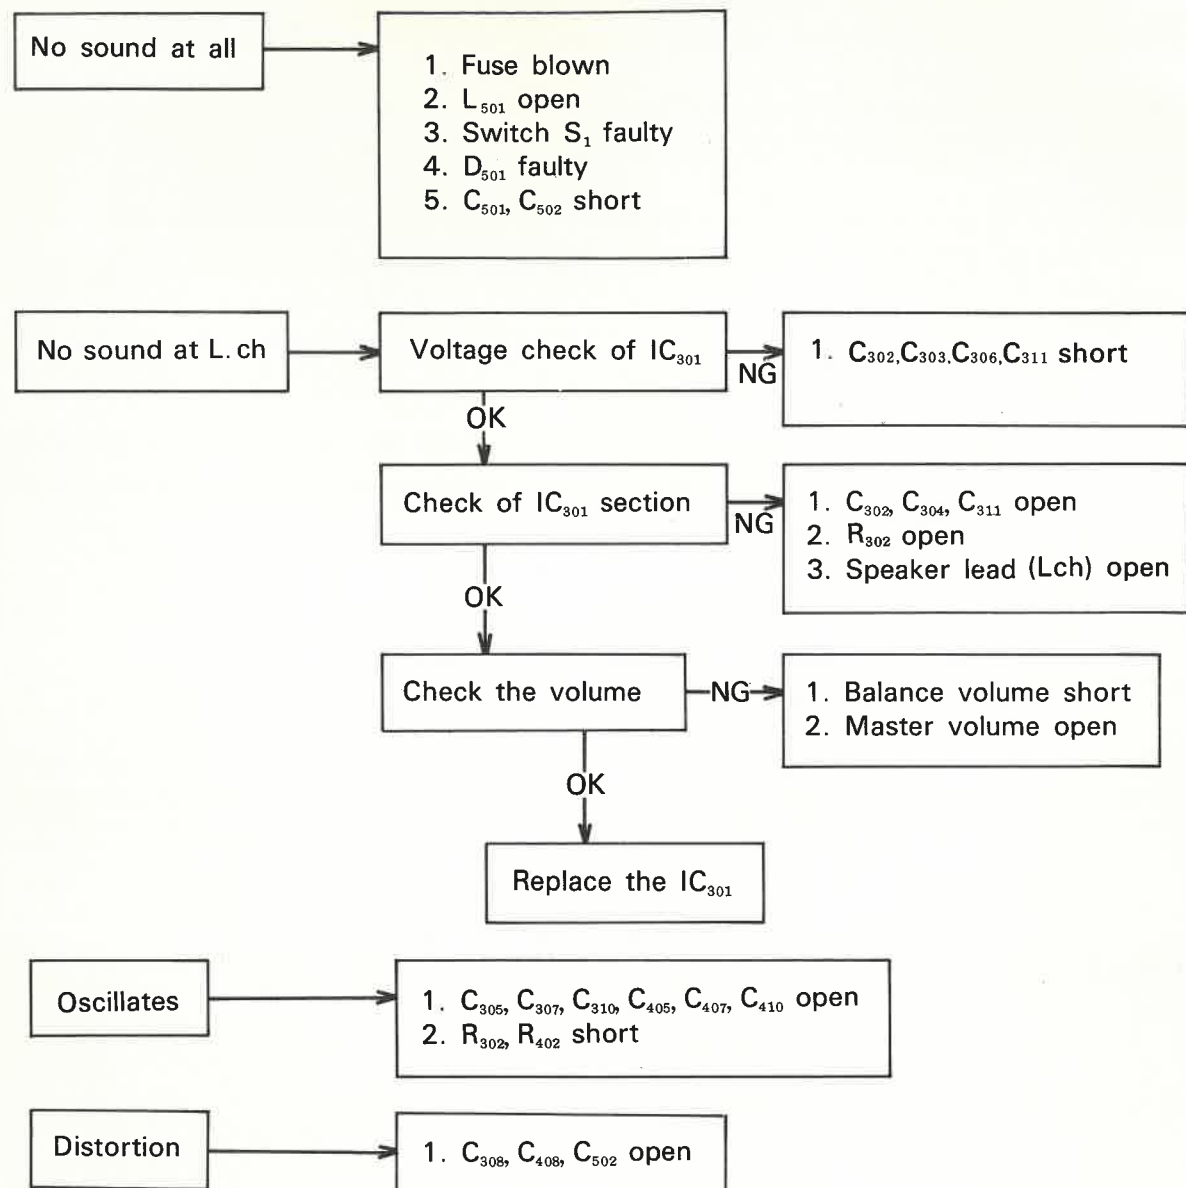 No sound at all
1. Fuse blown
2. L501 open
3. Switch S1 faulty
4. D501 faulty
5. C501, C502 short
No sound at L. ch
Voltage check of IC301
NG
1. C302,C303,C306,C311 short
OK
Check of IC301 section
NG
1. C302, C304, C311 open
2. R302 open
3. Speaker lead (Lch) open
OK
Check the volume
NG
1. Balance volume short
2. Master volume open
OK
Replace the IC301
Oscillates
1. C305, C307, C310, C405, C407, C410 open
2. R302, R402 short
Distortion
1. C308, C408, C502 open